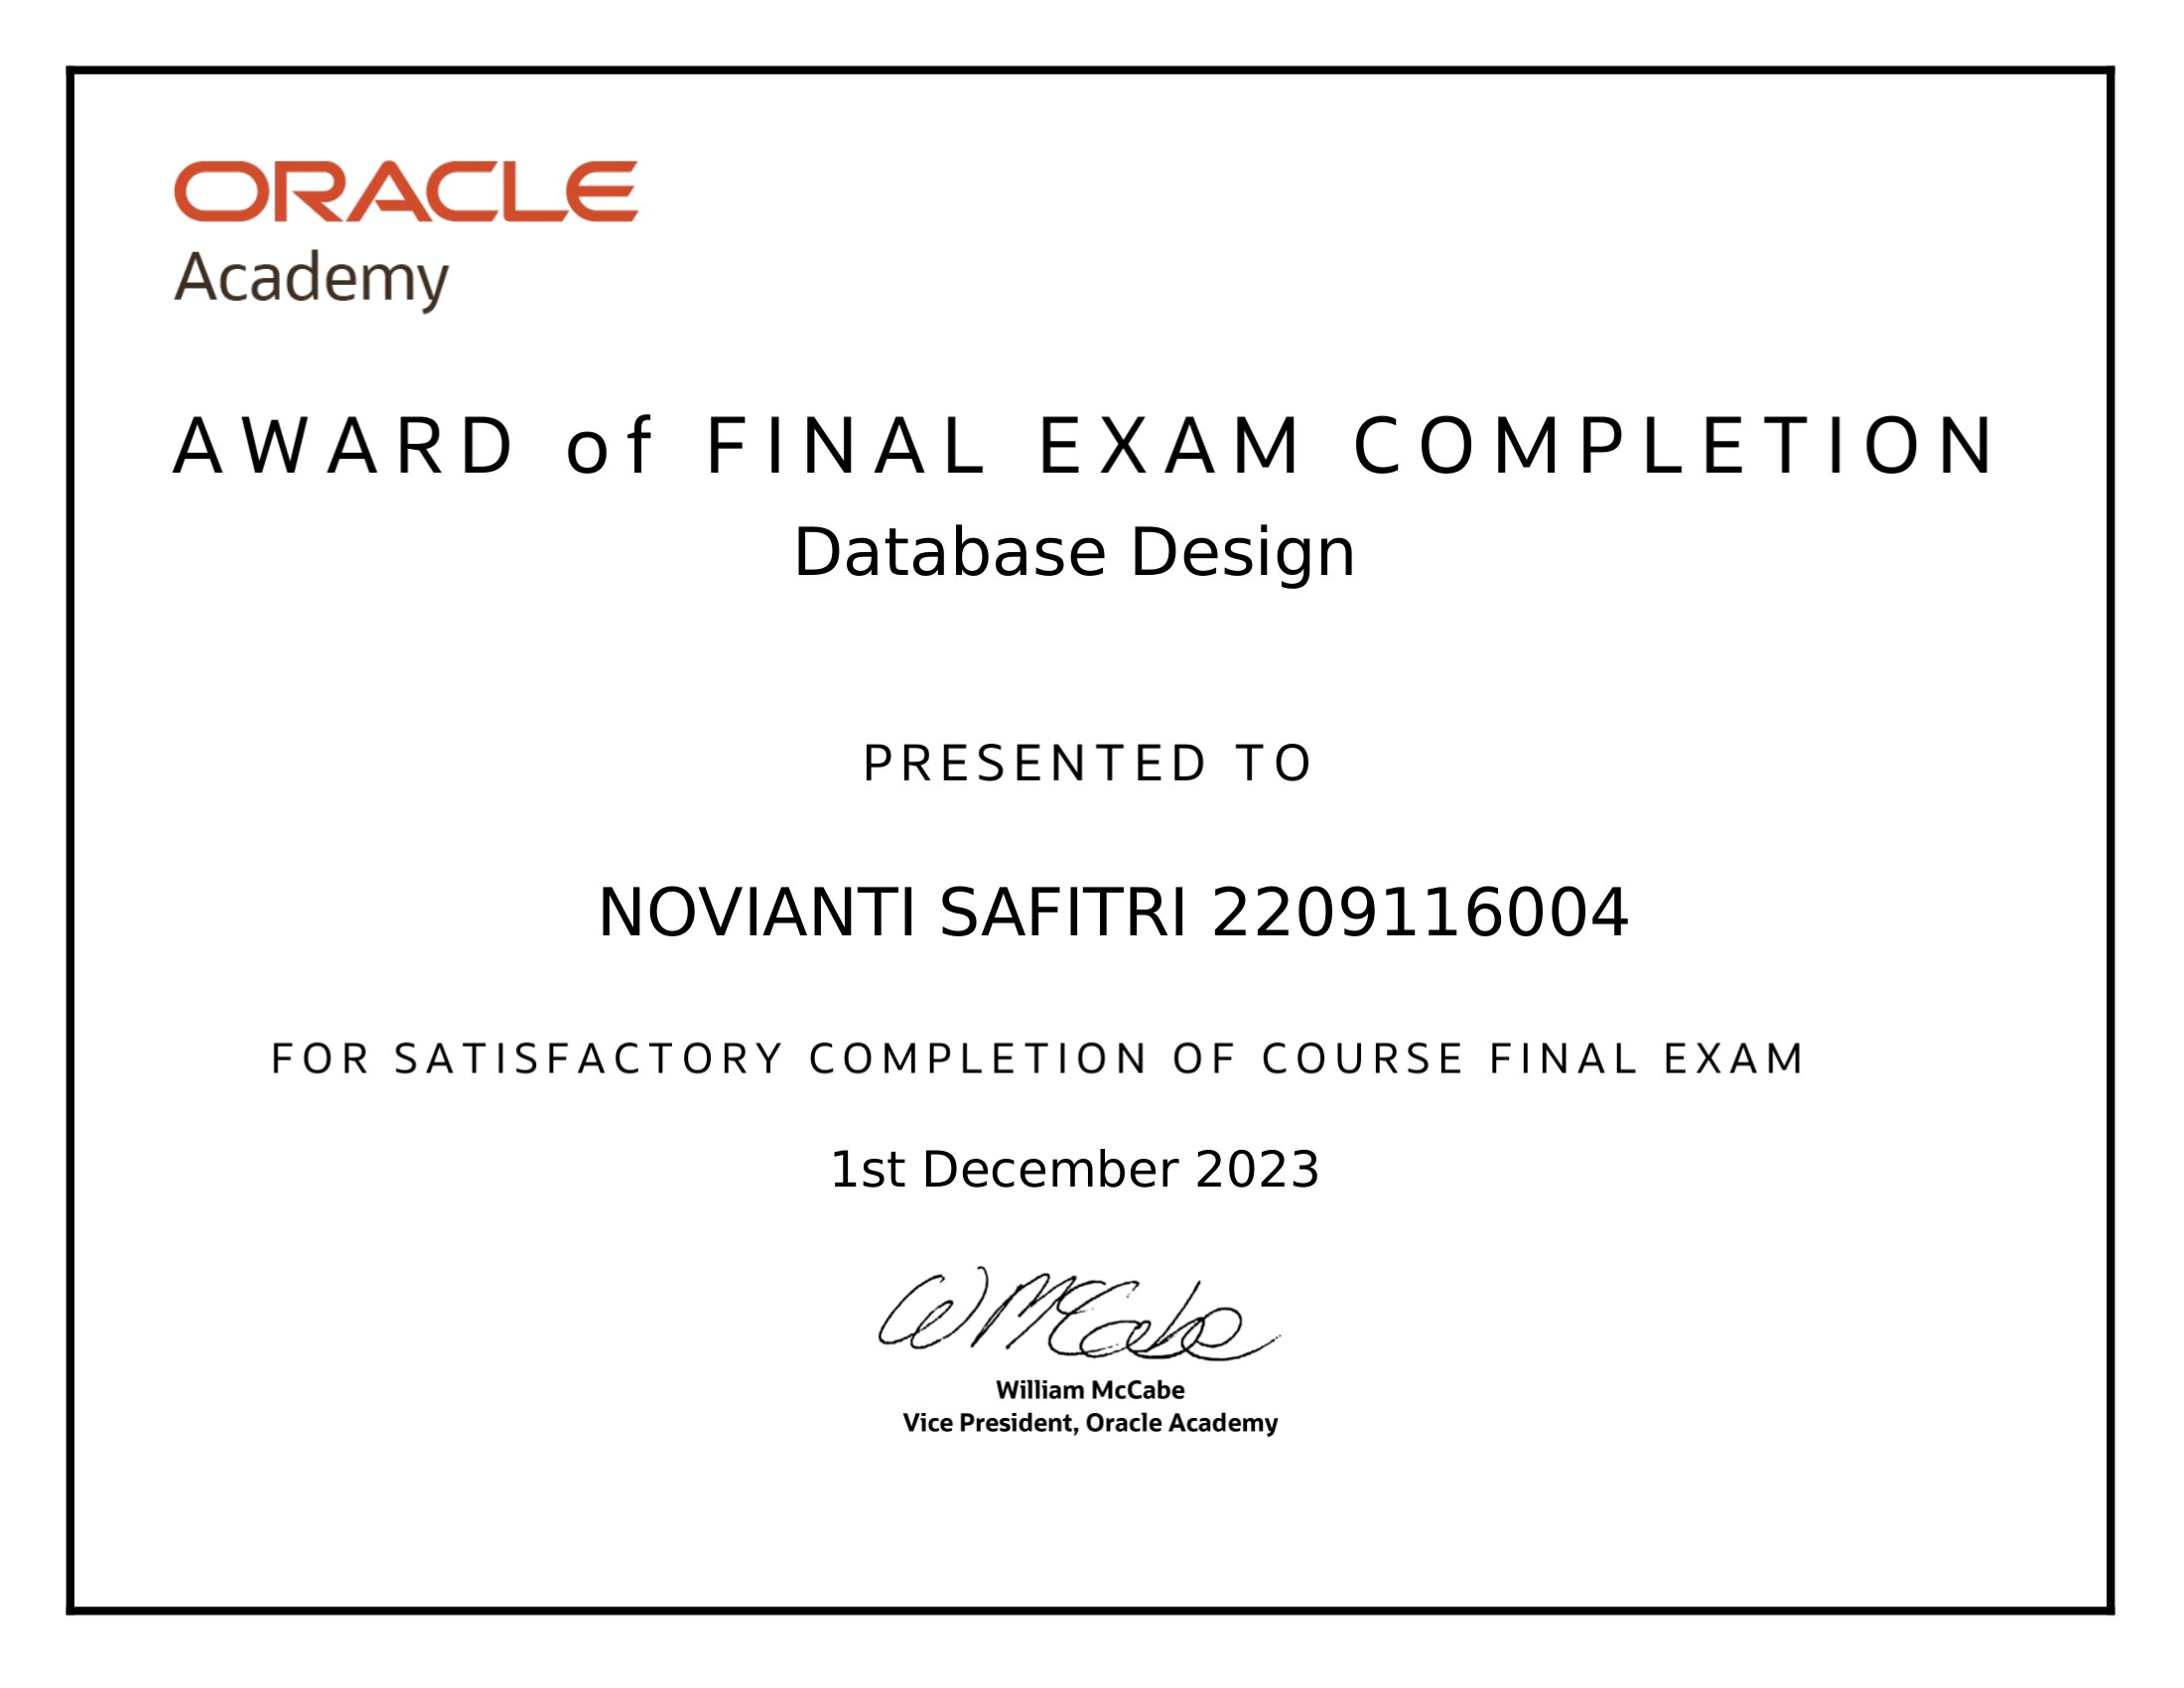 ORACLE
Academy
AWARD of FINAL EXAM COMPLETION
Database Design
PRESENTED TO
NOVIANTI SAFITRI 2209116004
FOR SATISFACTORY COMPLETION OF COURSE FINAL EXAM
1st December 2023
W McCabe
William McCabe
Vice President, Oracle Academy